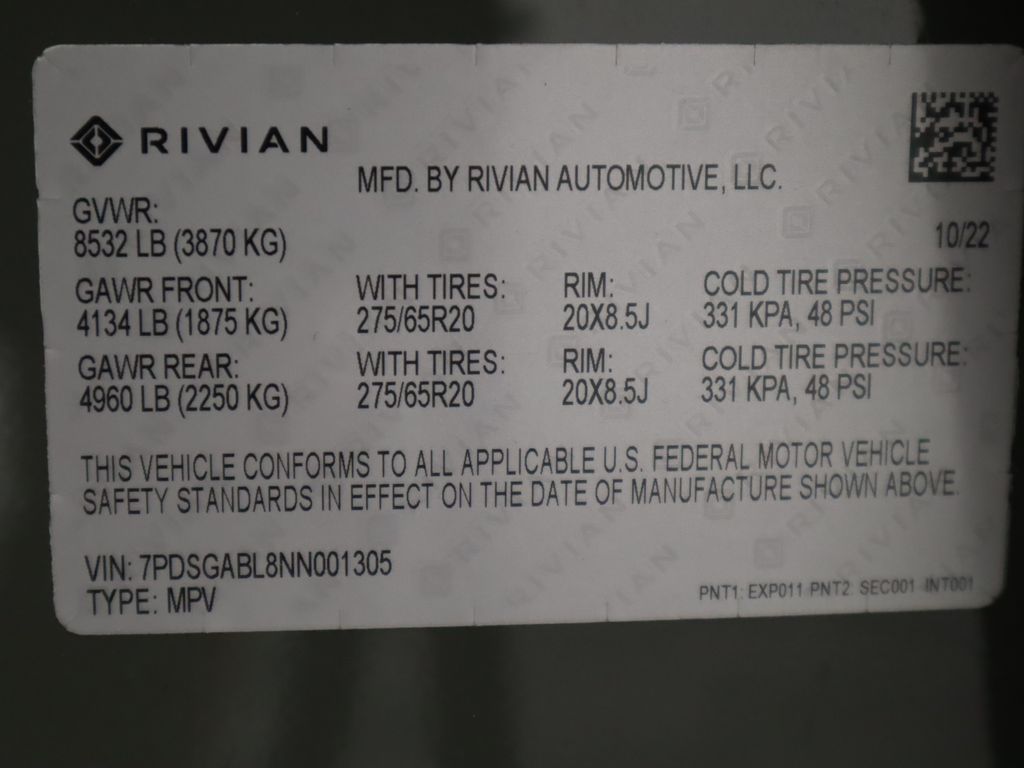 RIVIAN
MFD. BY RIVIAN AUTOMOTIVE, LLC.
GVWR:
8532 LB (3870 KG)
10/22
GAWR FRONT: WITH TIRES: RIM: COLD TIRE PRESSURE:
4134 LB (1875 KG) 275/65R20 20X8.5J 331 KPA, 48 PSI
GAWR REAR: WITH TIRES: RIM: COLD TIRE PRESSURE:
4960 LB (2250 KG) 275/65R20 20X8.5J 331 KPA, 48 PSI
THIS VEHICLE CONFORMS TO ALL APPLICABLE U.S. FEDERAL MOTOR VEHICLE
SAFETY STANDARDS IN EFFECT ON THE DATE OF MANUFACTURE SHOWN ABOVE.
VIN: 7PDSGABL8NN001305
TYPE: MPV
PNT1: EXP011 PNT2: SEC001 INT001